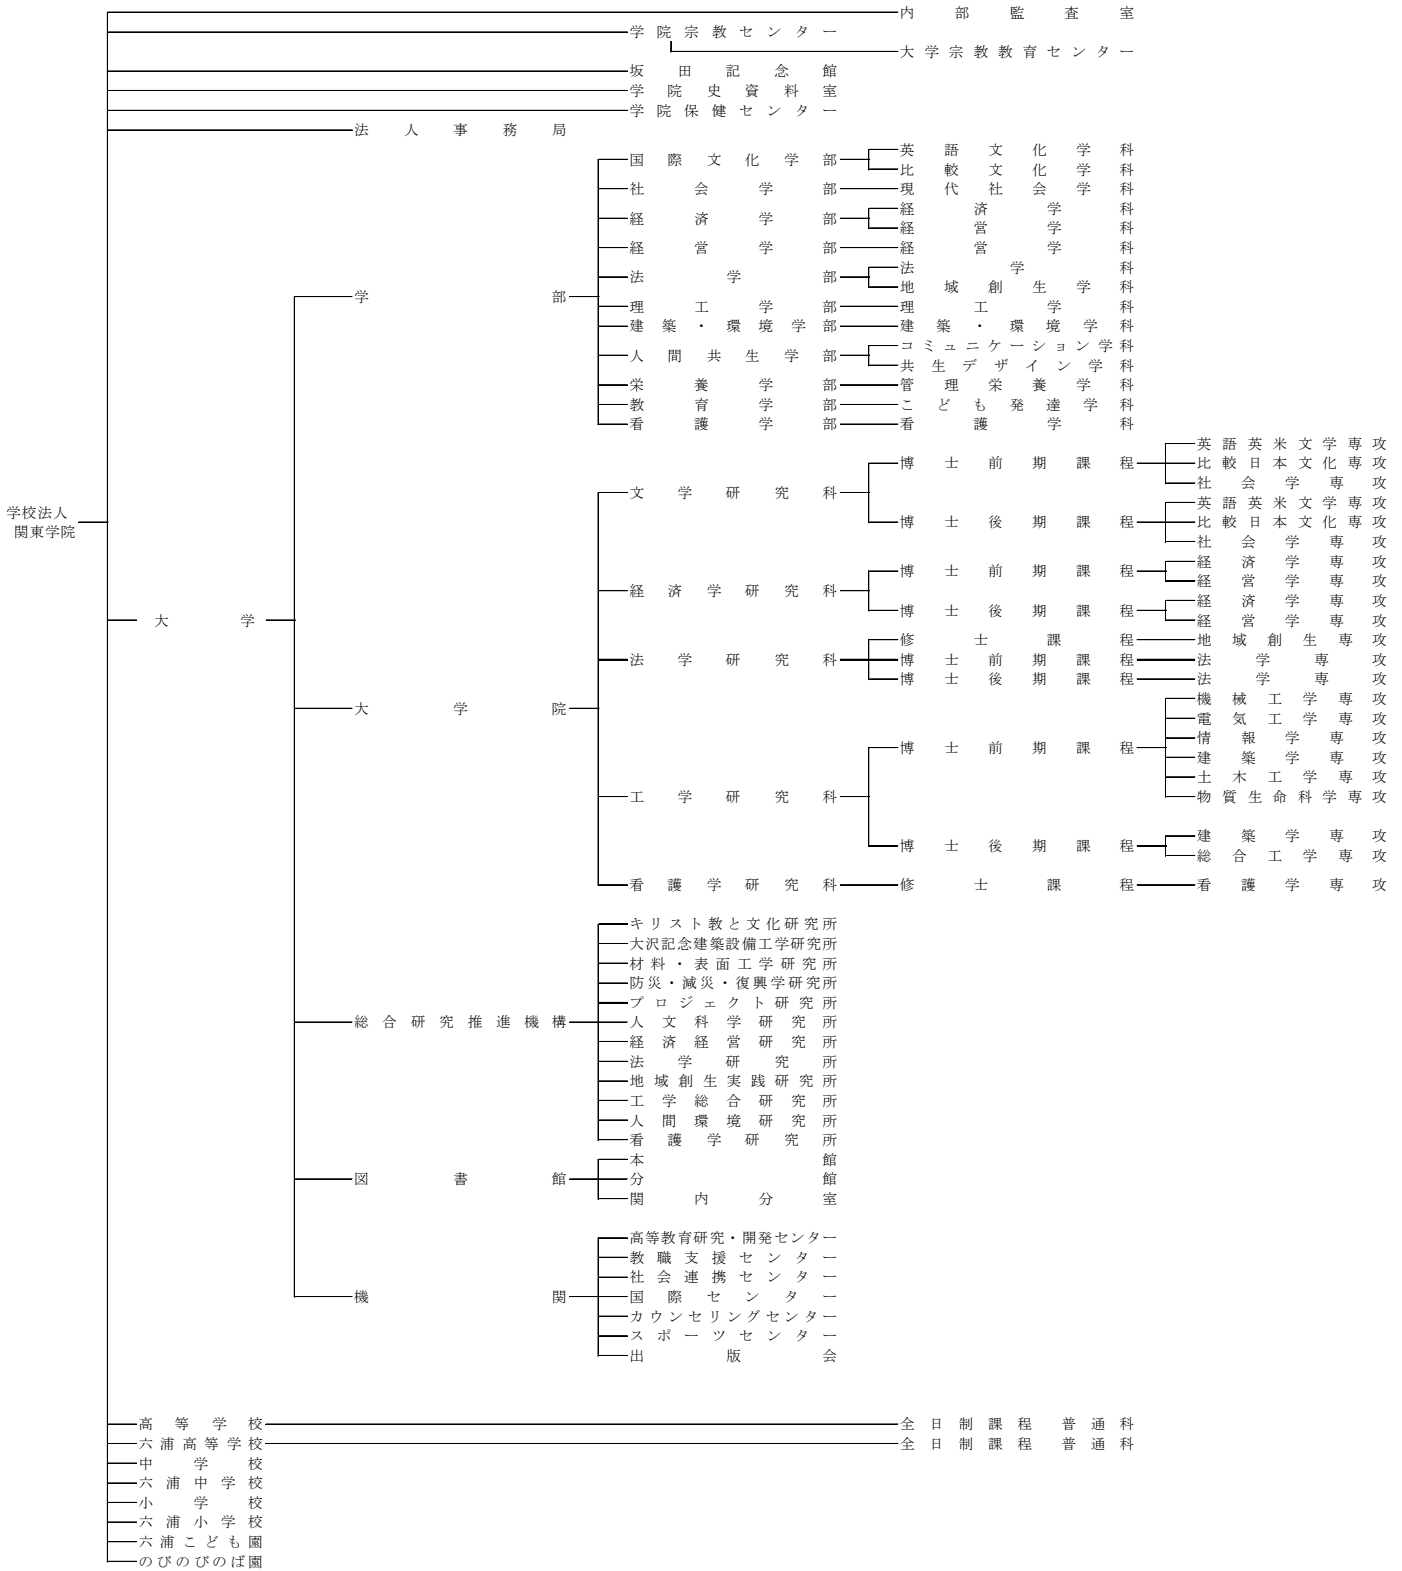 内部監査室
学院宗教センター
大学宗教教育センター
坂田記念館
学院史資料室
学院保健センター
法人事務局
英語文化学科
国際文化学部
比較文化学科
社会学部 現代社会学科
経済学科
経済学部
経営学科
経営学部 経営学科
法学科
法学部
地域創生学科
学部
理工学部 理工学科
建築・環境学部 建築・環境学科
コミュニケーション学科
人間共生学部
共生デザイン学科
栄養学部 管理栄養学科
教育学部 こども発達学科
看護学部 看護学科
英語英米文学専攻
博士前期課程 比較日本文化専攻
社会学専攻
文学研究科
英語英米文学専攻
学校法人
関東学院
博士後期課程 比較日本文化専攻
社会学専攻
経済学専攻
博士前期課程
経営学専攻
経済学研究科
経済学専攻
博士後期課程
経営学専攻
大学
修士課程 地域創生専攻
法学研究科 博士前期課程 法学専攻
博士後期課程 法学専攻
機械工学専攻
大学院
電気工学専攻
情報学専攻
博士前期課程
建築学専攻
土木工学専攻
工学研究科
物質生命科学専攻
建築学専攻
博士後期課程
総合工学専攻
看護学研究科 修士課程 看護学専攻
キリスト教と文化研究所
大沢記念建築設備工学研究所
材料・表面工学研究所
防災・減災・復興学研究所
プロジェクト研究所
総合研究推進機構 人文科学研究所
経済経営研究所
法学研究所
地域創生実践研究所
工学総合研究所
人間環境研究所
看護学研究所
本館
図書館 分館
関内分室
高等教育研究・開発センター
教職支援センター
社会連携センター
機関 国際センター
カウンセリングセンター
スポーツセンター
出版会
高等学校 全日制課程 普通科
六浦高等学校 全日制課程 普通科
中学校
六浦中学校
小学校
六浦小学校
六浦こども園
のびのびのば園